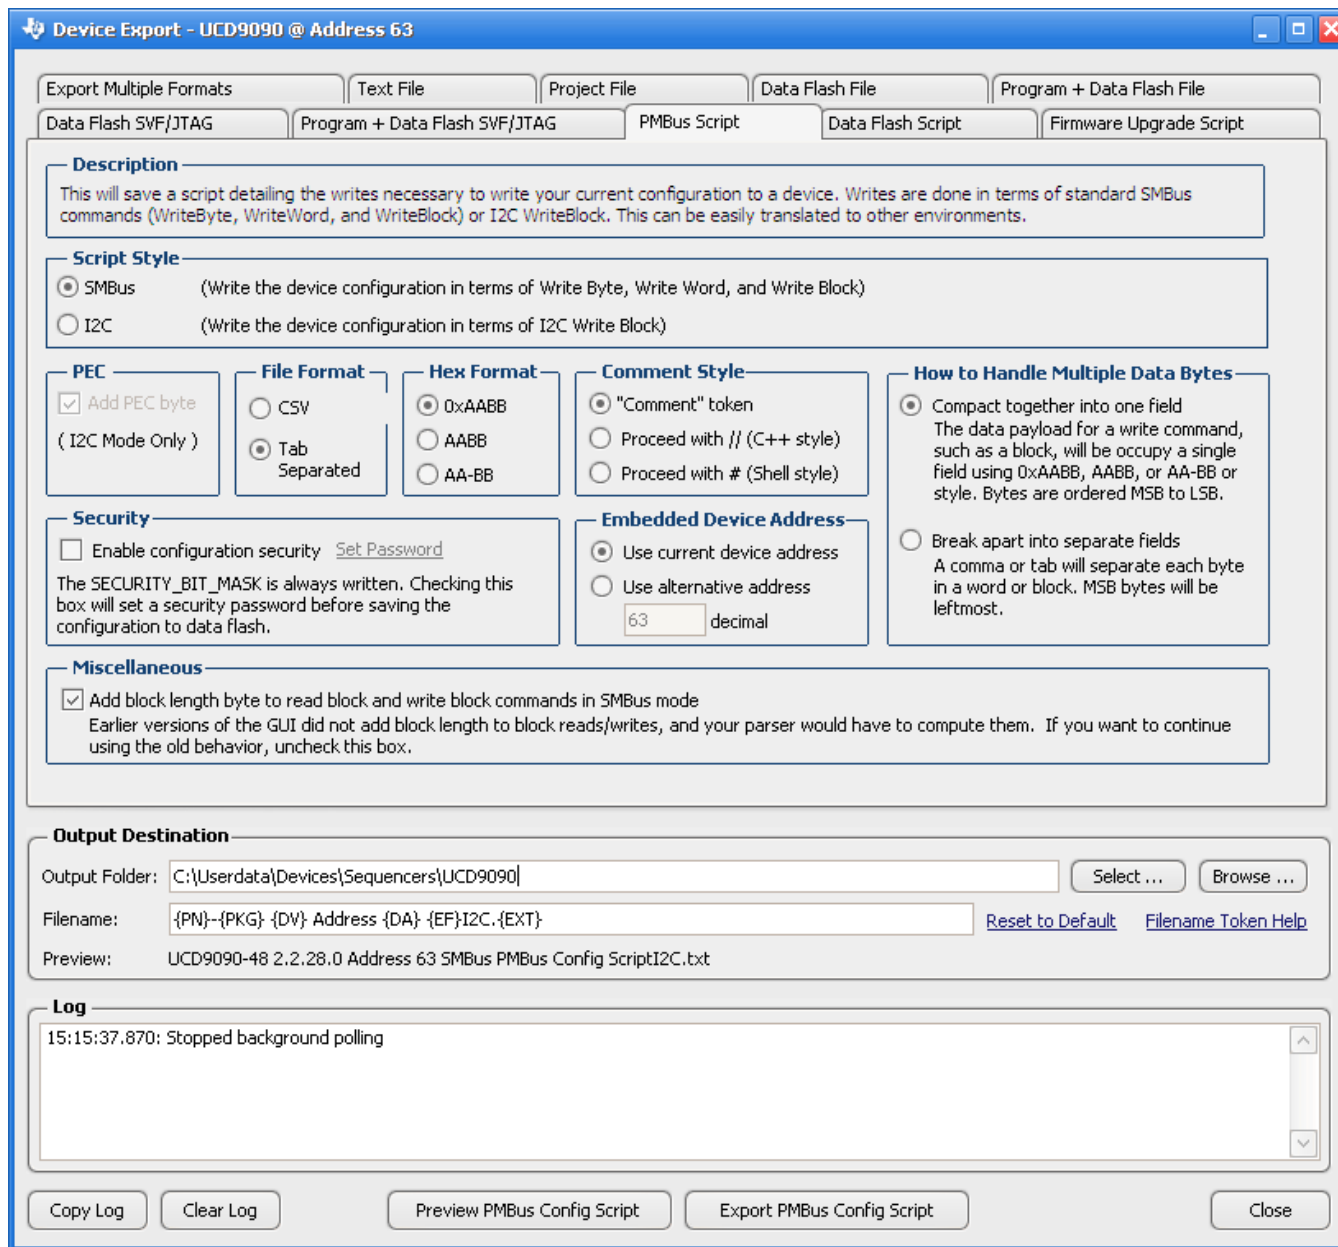 Device Export - UCD9090 @ Address 63
Export Multiple Formats
Text File
Project File
Data Flash File
Program + Data Flash File
Data Flash SVF/JTAG
Program + Data Flash SVF/JTAG
PMBus Script
Data Flash Script
Firmware Upgrade Script
Description
This will save a script detailing the writes necessary to write your current configuration to a device. Writes are done in terms of standard SMBus
commands (WriteByte, WriteWord, and WriteBlock) or I2C WriteBlock. This can be easily translated to other environments.
Script Style
SMBus (Write the device configuration in terms of Write Byte, Write Word, and Write Block)
I2C (Write the device configuration in terms of I2C Write Block)
PEC
Add PEC byte
( I2C Mode Only )
File Format
CSV
Tab
Separated
Hex Format
0xAABB
AABB
AA-BB
Comment Style
"Comment" token
Proceed with // (C++ style)
Proceed with # (Shell style)
How to Handle Multiple Data Bytes
Compact together into one field
The data payload for a write command,
such as a block, will be occupy a single
field using 0xAABB, AABB, or AA-BB or
style. Bytes are ordered MSB to LSB.
Break apart into separate fields
A comma or tab will separate each byte
in a word or block. MSB bytes will be
leftmost.
Security
Enable configuration security Set Password
The SECURITY_BIT_MASK is always written. Checking this
box will set a security password before saving the
configuration to data flash.
Embedded Device Address
Use current device address
Use alternative address
63 decimal
Miscellaneous
Add block length byte to read block and write block commands in SMBus mode
Earlier versions of the GUI did not add block length to block reads/writes, and your parser would have to compute them. If you want to continue
using the old behavior, uncheck this box.
Output Destination
Output Folder: C:\Userdata\Devices\Sequencers\UCD9090 Select ... Browse ...
Filename: {PN}-{PKG} {DV} Address {DA} {EF}I2C.{EXT} Reset to Default Filename Token Help
Preview: UCD9090-48 2.2.28.0 Address 63 SMBus PMBus Config ScriptI2C.txt
Log
15:15:37.870: Stopped background polling
Copy Log Clear Log Preview PMBus Config Script Export PMBus Config Script Close